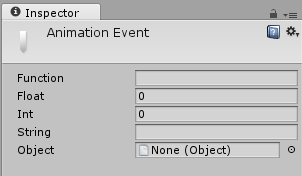 Inspector
Animation Event
Function
Float 0
Int 0
String
Object None (Object)